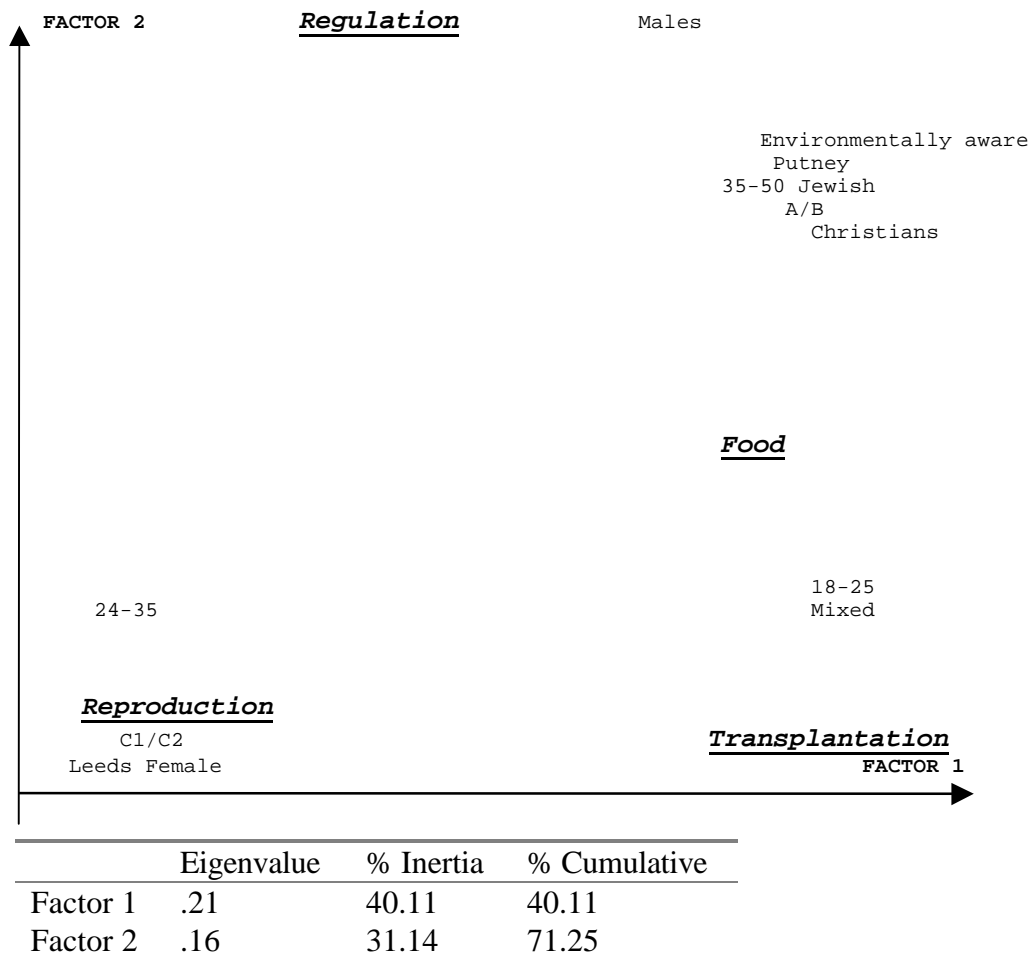 FACTOR 2 Regulation Males
Environmentally aware
Putney
35-50 Jewish
A/B
Christians
Food
18-25
24-35 Mixed
Reproduction
C1/C2 Transplantation
Leeds Female FACTOR 1
Eigenvalue % Inertia % Cumulative
Factor 1 .21 40.11 40.11
Factor 2 .16 31.14 71.25